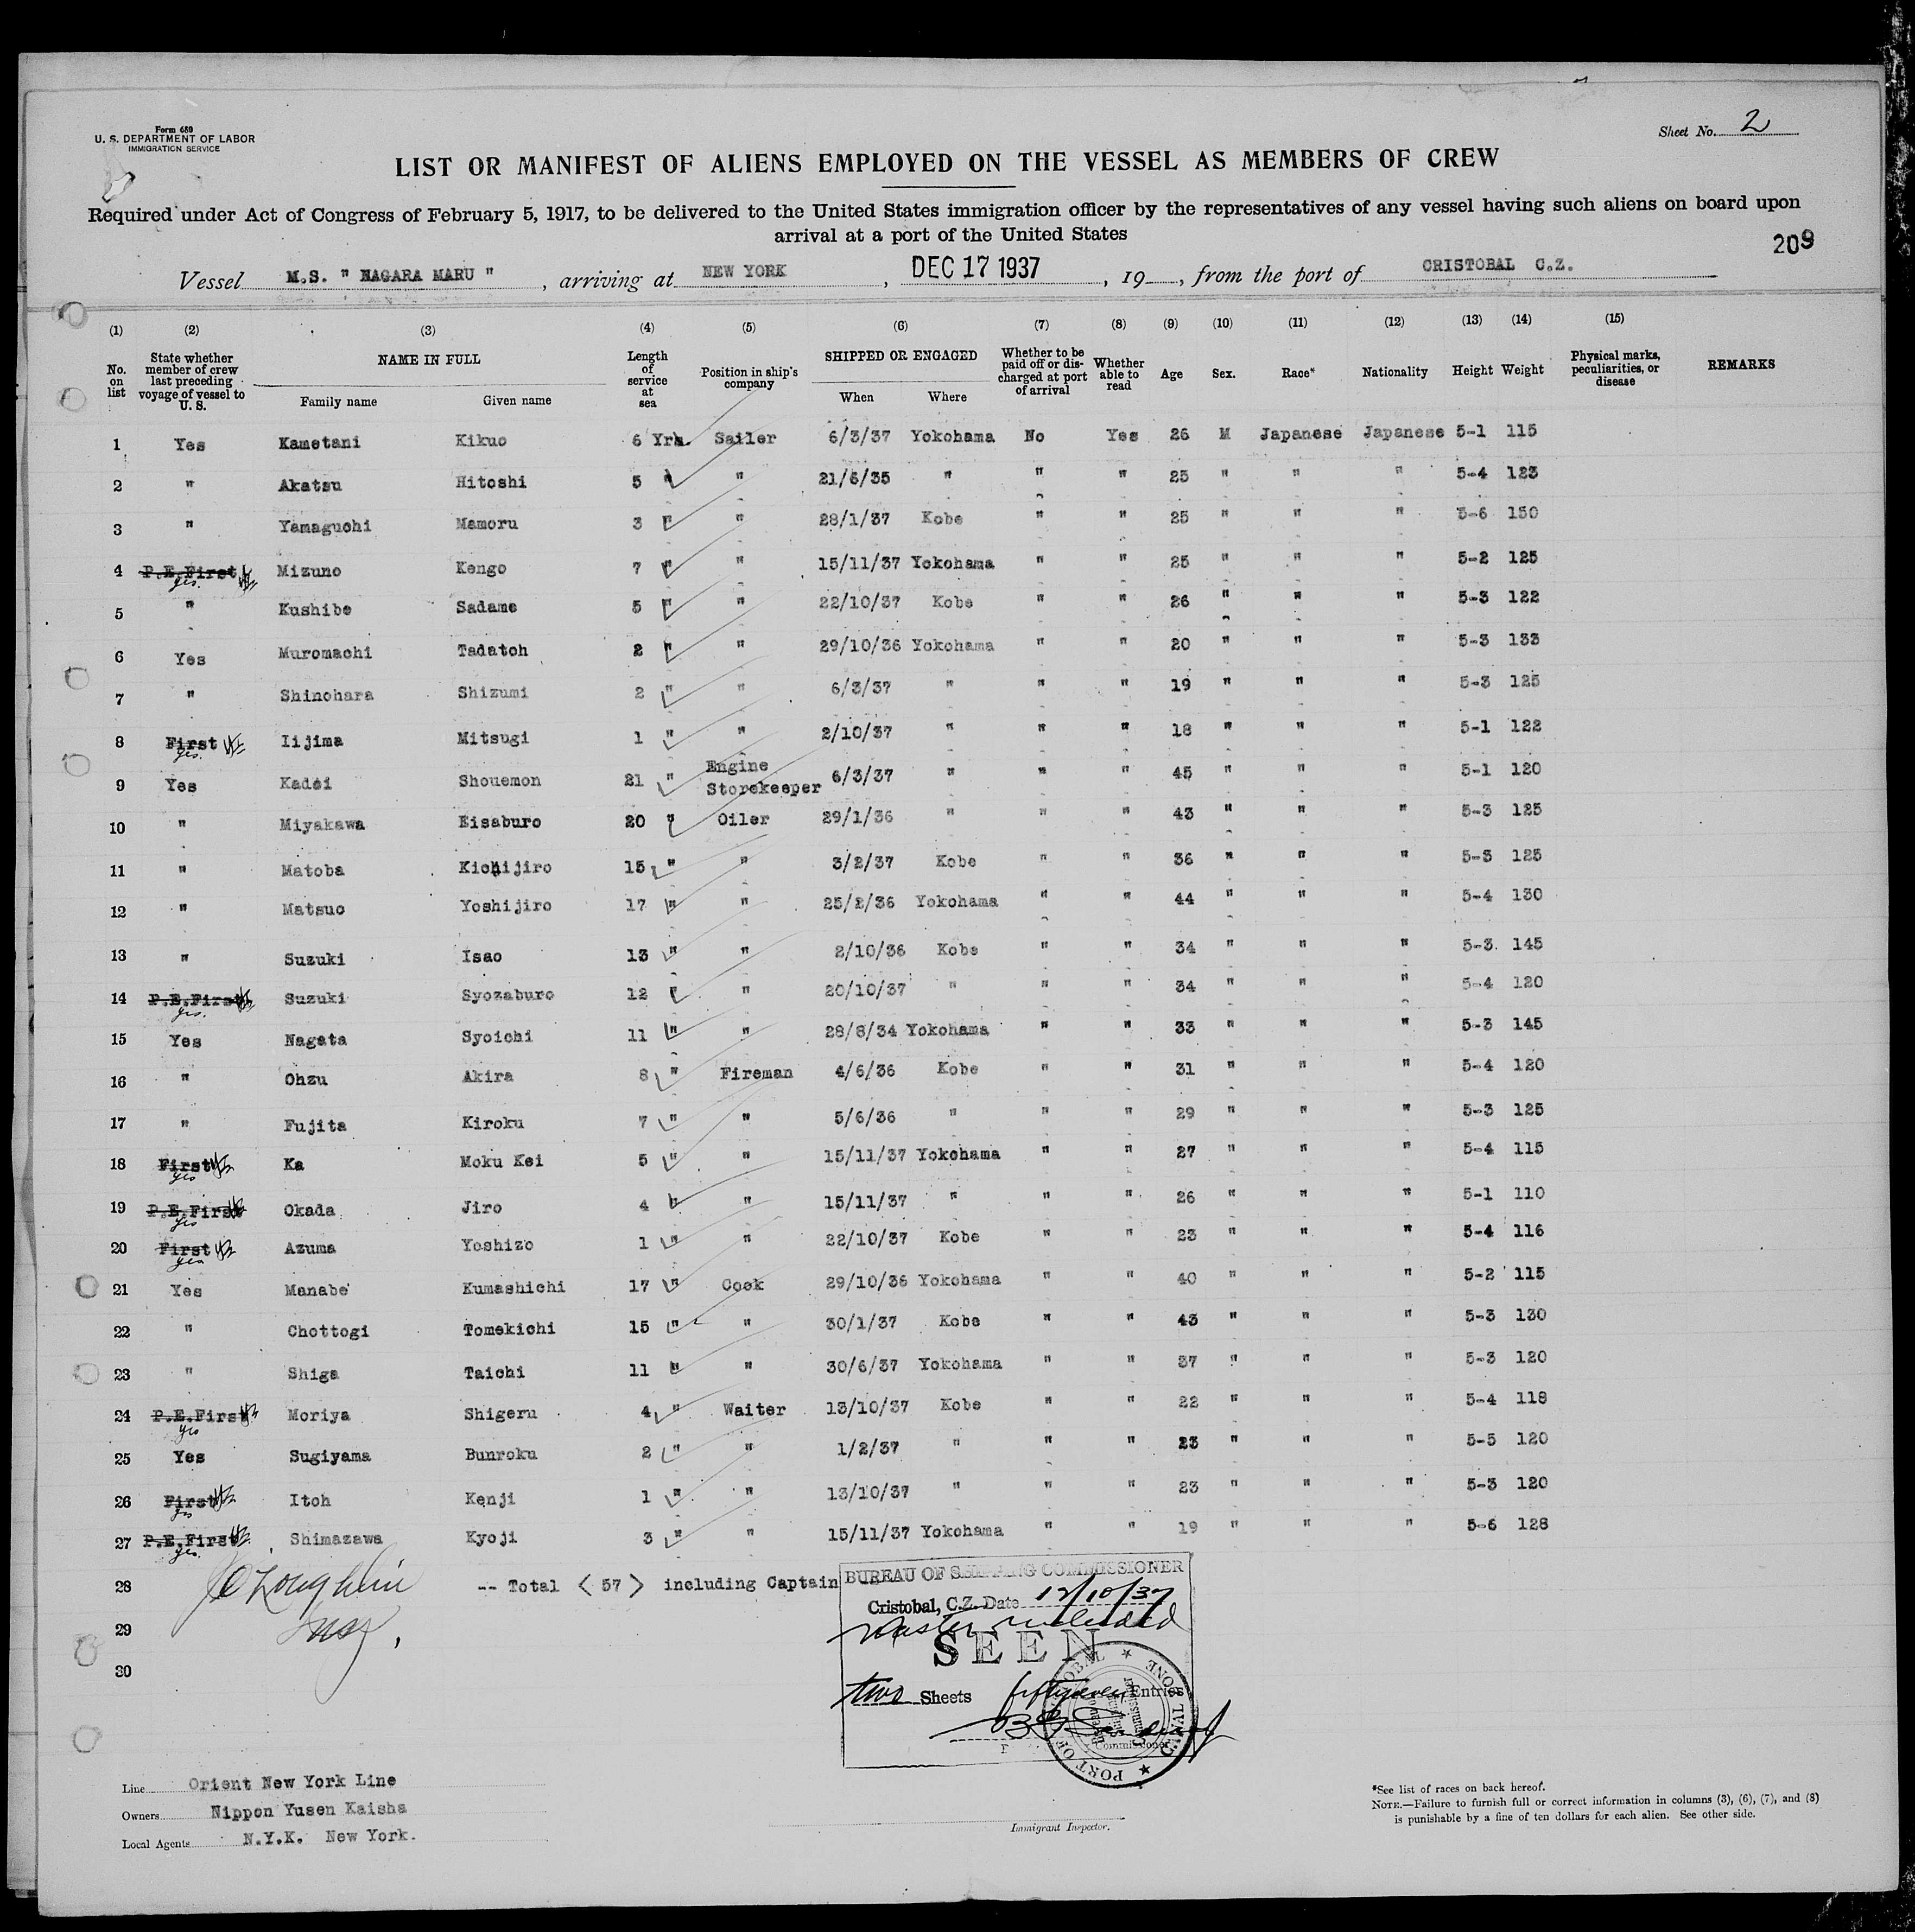 Form 680
U. S. DEPARTMENT OF LABOR
IMMIGRATION SERVICE
Sheet No. 2
LIST OR MANIFEST OF ALIENS EMPLOYED ON THE VESSEL AS MEMBERS OF CREW
Required under Act of Congress of February 5, 1917, to be delivered to the United States immigration officer by the representatives of any vessel having such aliens on board upon
arrival at a port of the United States
209
Vessel M.S. " NAGARA MARU ", arriving at NEW YORK, DEC 17 1937, 19, from the port of CRISTOBAL C.Z.
(1) (2) (3) (4) (5) (6) (7) (8) (9) (10) (11) (12) (13) (14) (15)
No. on list State whether member of crew last preceding voyage of vessel to U. S. NAME IN FULL Family name Given name Length of service at sea Position in ship's company SHIPPED OR ENGAGED When Where Whether to be paid off or discharged at port of arrival Whether able to read Age Sex. Race* Nationality Height Weight Physical marks, peculiarities, or disease REMARKS
1 Yes Kametani Kikuo 6 Yrs. Sailer 6/3/37 Yokohama No Yes 26 M Japanese Japanese 5-1 115
2 " Akatsu Hitoshi 5 " " 21/6/35 " " " 25 " " " 5-4 123
3 " Yamaguchi Mamoru 3 " " 28/1/37 Kobe " " 25 " " " 5-6 150
4 P.E.First yes. Mizuno Kengo 7 " " 15/11/37 Yokohama " " 25 " " " 5-2 125
5 " Kushibe Sadame 5 " " 22/10/37 Kobe " " 26 " " " 5-3 122
6 Yes Muromachi Tadatoh 2 " " 29/10/36 Yokohama " " 20 " " " 5-3 133
7 " Shinohara Shizumi 2 " " 6/3/37 " " " 19 " " " 5-3 125
8 First yes. Iijima Mitsugi 1 " " 2/10/37 " " " 18 " " " 5-1 122
9 Yes Kadoi Shouemon 21 " Engine Storekeeper 6/3/37 " " " 45 " " " 5-1 120
10 " Miyakawa Eisaburo 20 " Oiler 29/1/36 " " " 43 " " " 5-3 125
11 " Matoba Kichijiro 15 " " 3/2/37 Kobe " " 36 " " " 5-3 125
12 " Matsuo Yoshijiro 17 " " 25/2/36 Yokohama " " 44 " " " 5-4 130
13 " Suzuki Isao 13 " " 2/10/36 Kobe " " 34 " " " 5-3 145
14 P.E.First yes. Suzuki Syozaburo 12 " " 20/10/37 " " " 34 " " " 5-4 120
15 Yes Nagata Syoichi 11 " " 28/8/34 Yokohama " " 33 " " " 5-3 145
16 " Ohzu Akira 8 " Fireman 4/6/36 Kobe " " 31 " " " 5-4 120
17 " Fujita Kiroku 7 " " 5/6/36 " " " 29 " " " 5-3 125
18 First yes Ka Moku Kei 5 " " 15/11/37 Yokohama " " 27 " " " 5-4 115
19 P.E.First yes Okada Jiro 4 " " 15/11/37 " " " 26 " " " 5-1 110
20 First yes Azuma Yoshizo 1 " " 22/10/37 Kobe " " 23 " " " 5-4 116
21 Yes Manabe Kumashichi 17 " Cook 29/10/36 Yokohama " " 40 " " " 5-2 115
22 " Chottogi Tomekichi 15 " " 30/1/37 Kobe " " 43 " " " 5-3 130
23 " Shiga Taichi 11 " " 30/6/37 Yokohama " " 37 " " " 5-3 120
24 P.E.First yes Moriya Shigeru 4 " Waiter 13/10/37 Kobe " " 22 " " " 5-4 118
25 Yes Sugiyama Bunroku 2 " " 1/2/37 " " " 23 " " " 5-5 120
26 First yes Itoh Kenji 1 " " 13/10/37 " " " 23 " " " 5-3 120
27 P.E.First yes. Shimazawa Kyoji 3 " " 15/11/37 Yokohama " " 19 " " " 5-6 128
28 -- Total < 57 > including Captain
29
30
BUREAU OF SHIPPING COMMISSIONER
Cristobal, C.Z. Date 12/10/37
Master included
SEEN
two Sheets fiftyseven Entries
Commissioner
PORT OF CRISTOBAL ★ CANAL ZONE ★
Line Orient New York Line
Owners Nippon Yusen Kaisha
Local Agents N.Y.K. New York.
Immigrant Inspector.
*See list of races on back hereof.
NOTE.—Failure to furnish full or correct information in columns (3), (6), (7), and (8)
is punishable by a fine of ten dollars for each alien. See other side.